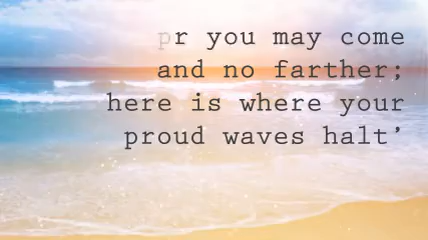 pr you may come
and no farther;
here is where your
proud waves halt’